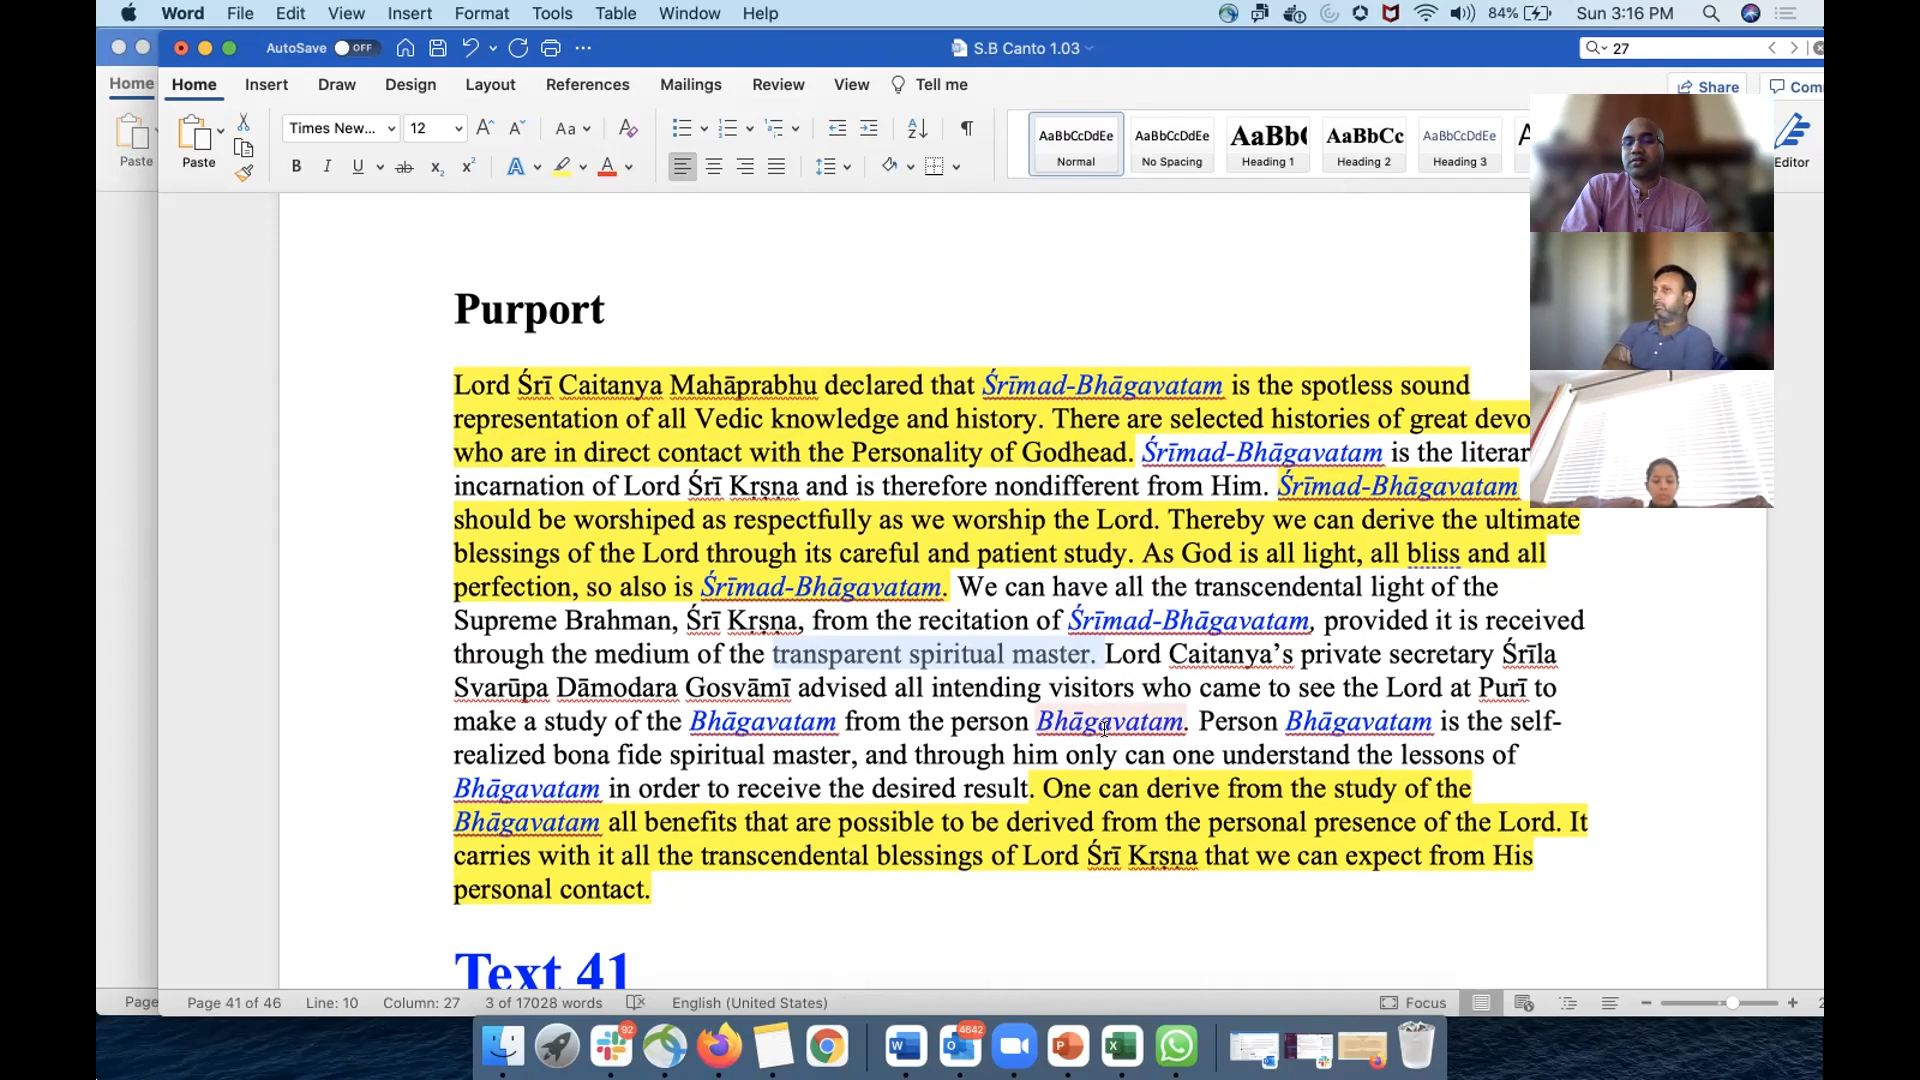 Word File Edit View Insert Format Tools Table Window Help 84% Sun 3:16 PM
AutoSave OFF S.B Canto 1.03 27
Home Home Insert Draw Design Layout References Mailings Review View Tell me Share Com
Paste Paste Times New... 12 Aa AaBbCcDdEe AaBbCcDdEe AaBb( AaBbCc AaBbCcDdEe
B I U ab x₂ x² A A Normal No Spacing Heading 1 Heading 2 Heading 3 Editor
Purport
Lord Śrī Caitanya Mahāprabhu declared that Śrīmad-Bhāgavatam is the spotless sound
representation of all Vedic knowledge and history. There are selected histories of great devo
who are in direct contact with the Personality of Godhead. Śrīmad-Bhāgavatam is the literar
incarnation of Lord Śrī Kṛṣṇa and is therefore nondifferent from Him. Śrīmad-Bhāgavatam
should be worshiped as respectfully as we worship the Lord. Thereby we can derive the ultimate
blessings of the Lord through its careful and patient study. As God is all light, all bliss and all
perfection, so also is Śrīmad-Bhāgavatam. We can have all the transcendental light of the
Supreme Brahman, Śrī Kṛṣṇa, from the recitation of Śrīmad-Bhāgavatam, provided it is received
through the medium of the transparent spiritual master. Lord Caitanya’s private secretary Śrīla
Svarūpa Dāmodara Gosvāmī advised all intending visitors who came to see the Lord at Purī to
make a study of the Bhāgavatam from the person Bhāgavatam. Person Bhāgavatam is the self-
realized bona fide spiritual master, and through him only can one understand the lessons of
Bhāgavatam in order to receive the desired result. One can derive from the study of the
Bhāgavatam all benefits that are possible to be derived from the personal presence of the Lord. It
carries with it all the transcendental blessings of Lord Śrī Kṛṣṇa that we can expect from His
personal contact.
Text 41
Page Page 41 of 46 Line: 10 Column: 27 3 of 17028 words English (United States) Focus
92 4642